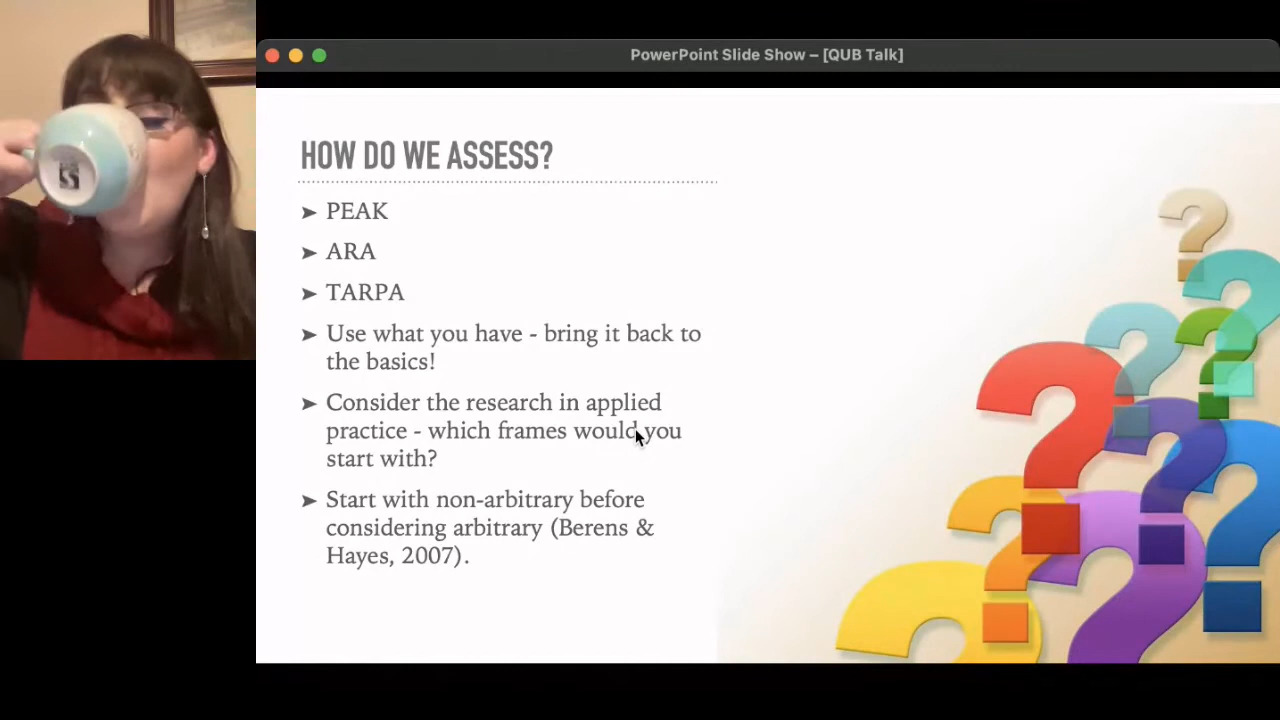 PowerPoint Slide Show – [QUB Talk]
HOW DO WE ASSESS?
➤ PEAK
➤ ARA
➤ TARPA
➤ Use what you have - bring it back to
the basics!
➤ Consider the research in applied
practice - which frames would you
start with?
➤ Start with non-arbitrary before
considering arbitrary (Berens &
Hayes, 2007).